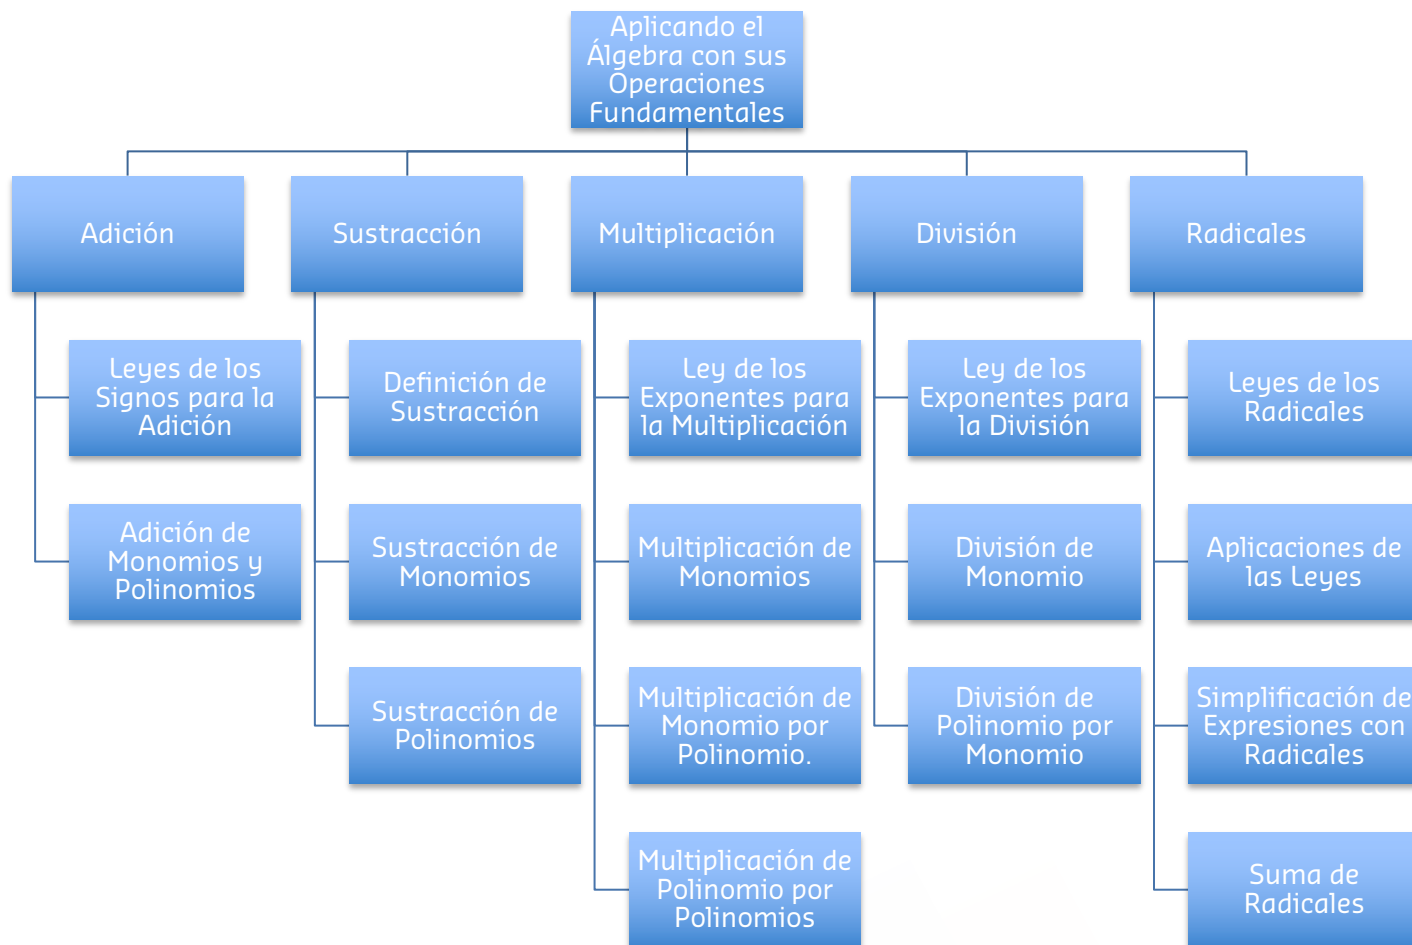 Aplicando el
Álgebra con sus
Operaciones
Fundamentales
Adición
Sustracción
Multiplicación
División
Radicales
Leyes de los
Signos para la
Adición
Adición de
Monomios y
Polinomios
Definición de
Sustracción
Sustracción de
Monomios
Sustracción de
Polinomios
Ley de los
Exponentes para
la Multiplicación
Multiplicación de
Monomios
Multiplicación de
Monomio por
Polinomio.
Multiplicación de
Polinomio por
Polinomios
Ley de los
Exponentes para
la División
División de
Monomio
División de
Polinomio por
Monomio
Leyes de los
Radicales
Aplicaciones de
las Leyes
Simplificación de
Expresiones con
Radicales
Suma de
Radicales